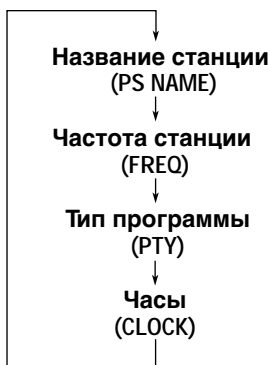 Название станции
(PS NAME)
Частота станции
(FREQ)
Тип программы
(PTY)
Часы
(CLOCK)